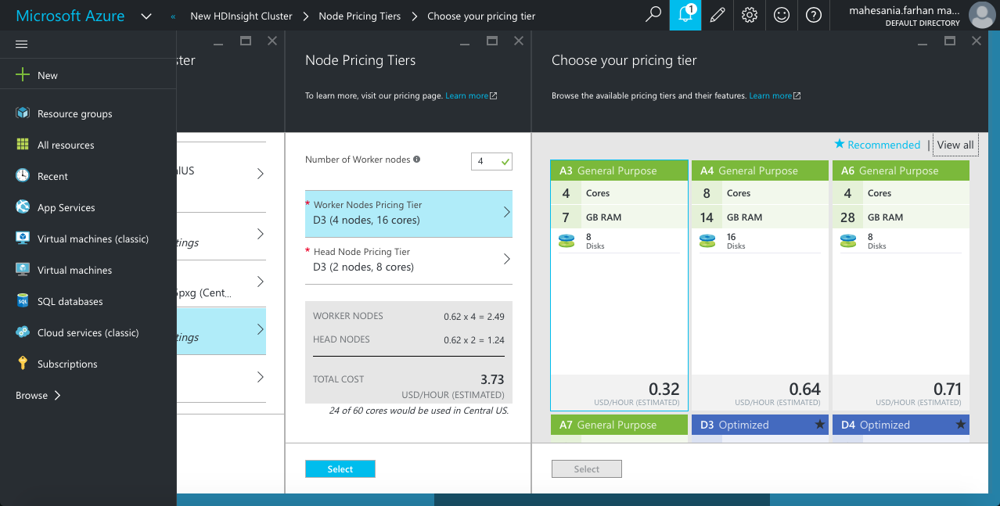 Microsoft Azure
«
New HDInsight Cluster
Node Pricing Tiers
Choose your pricing tier
1
mahesania.farhan ma...
DEFAULT DIRECTORY
New
Resource groups
All resources
Recent
App Services
Virtual machines (classic)
Virtual machines
SQL
SQL databases
Cloud services (classic)
Subscriptions
Browse
ster
alUS
tings
5pxg (Cent...
tings
Node Pricing Tiers
To learn more, visit our pricing page. Learn more
Number of Worker nodes
4
* Worker Nodes Pricing Tier
D3 (4 nodes, 16 cores)
* Head Node Pricing Tier
D3 (2 nodes, 8 cores)
WORKER NODES 0.62 x 4 = 2.49
HEAD NODES 0.62 x 2 = 1.24
TOTAL COST 3.73
USD/HOUR (ESTIMATED)
24 of 60 cores would be used in Central US.
Select
Choose your pricing tier
Browse the available pricing tiers and their features. Learn more
★ Recommended | View all
A3 General Purpose
4 Cores
7 GB RAM
8
Disks
0.32
USD/HOUR (ESTIMATED)
A4 General Purpose
8 Cores
14 GB RAM
16
Disks
0.64
USD/HOUR (ESTIMATED)
A6 General Purpose
4 Cores
28 GB RAM
8
Disks
0.71
USD/HOUR (ESTIMATED)
A7 General Purpose
D3 Optimized ★
D4 Optimized ★
Select